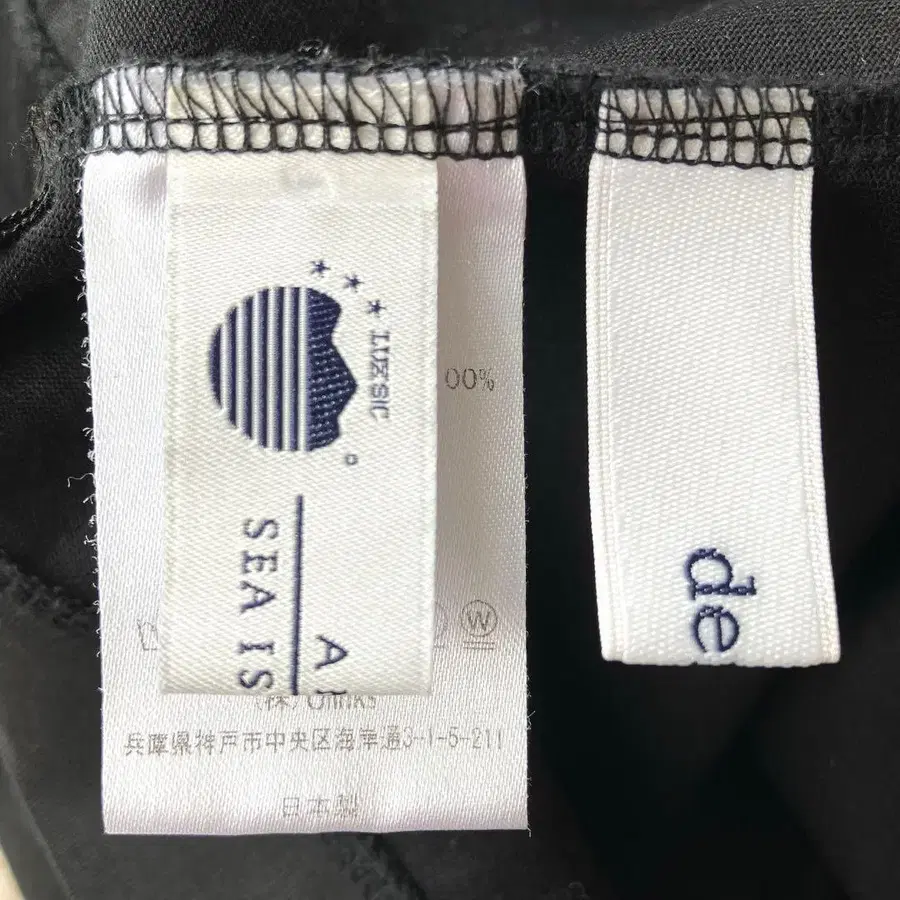 LUZ'SIC
SEA IS
00%
W
(株) Olinks
兵庫県神戸市中央区海岸通3-1-5-211
日本製
de